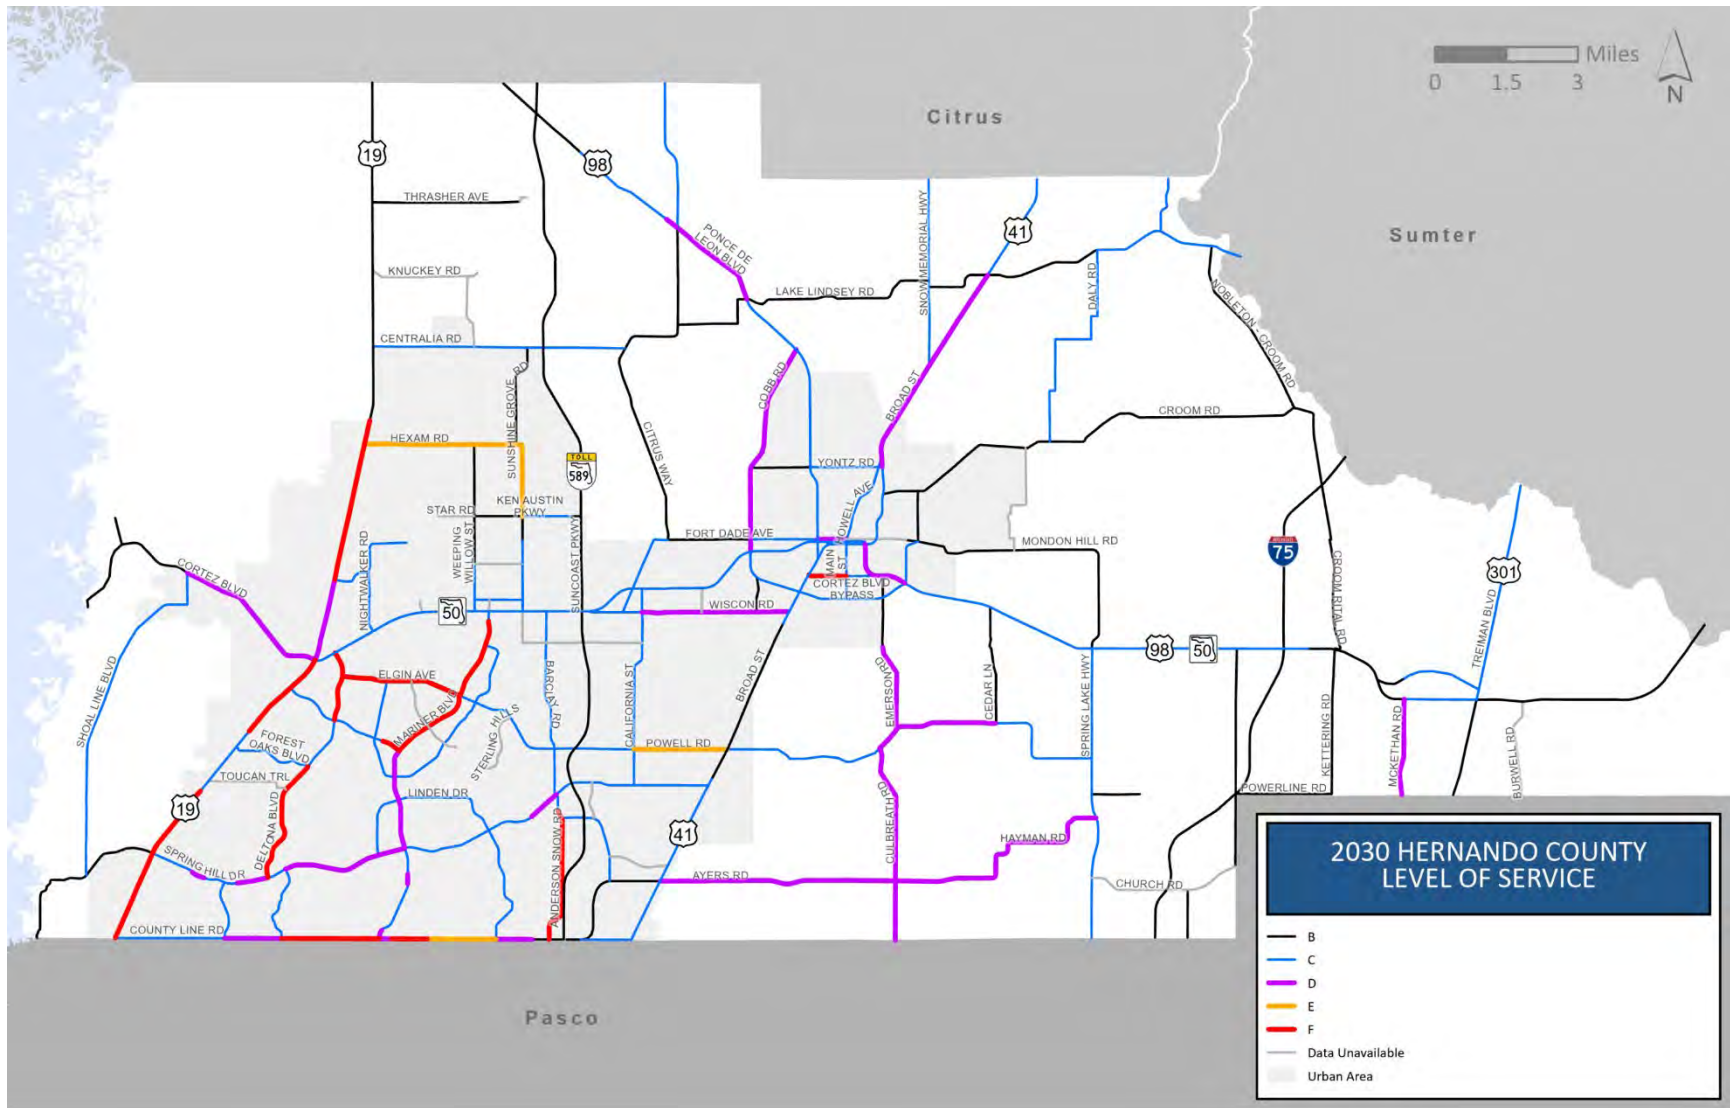 Miles
0 1.5 3
N
Citrus
Sumter
Pasco
19
98
THRASHER AVE
PONCE DE
LEON BLVD
SNOW MEMORIAL HWY
41
KNUCKEY RD
LAKE LINDSEY RD
DALY RD
NOBLETON - CROOM RD
CENTRALIA RD
SUNSHINE GROVE RD
COBB RD
BROAD ST
CROOM RD
HEXAM RD
CITRUS WAY
TOLL
589
YONTZ RD
HOWELL AVE
STAR RD
KEN AUSTIN
PKWY
WEEPING
WILLOW ST
SUNCOAST PKWY
FORT DADE AVE
MAIN
ST
MONDON HILL RD
75
CROOM RITAL RD
301
TREIMAN BLVD
NIGHTWALKER RD
CORTEZ BLVD
50
WISCON RD
CORTEZ BLVD
BYPASS
98
50
SHOAL LINE BLVD
ELGIN AVE
MARINER BLVD
STERLING HILLS
BARCLAY RD
CALIFORNIA ST
BROAD ST
EMERSON RD
CEDAR LN
SPRING LAKE HWY
KETTERING RD
MCKETHAN RD
BURWELL RD
FOREST
OAKS BLVD
POWELL RD
TOUCAN TRL
LINDEN DR
POWERLINE RD
19
DELTONA BLVD
41
CULBREATH RD
HAYMAN RD
SPRING HILL DR
ANDERSON SNOW RD
AYERS RD
CHURCH RD
COUNTY LINE RD
2030 HERNANDO COUNTY
LEVEL OF SERVICE
B
C
D
E
F
Data Unavailable
Urban Area